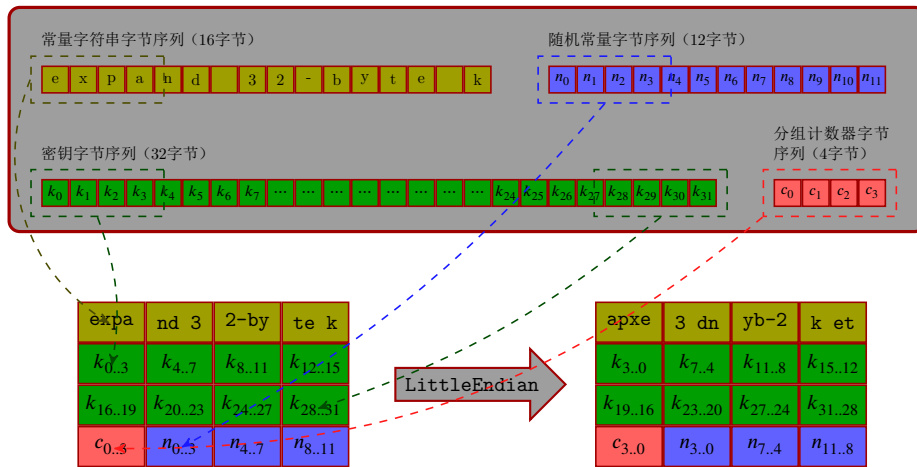 常量字符串字节序列（16字节） 随机常量字节序列（12字节）
e x p a n d 3 2 - b y t e k n₀ n₁ n₂ n₃ n₄ n₅ n₆ n₇ n₈ n₉ n₁₀ n₁₁
分组计数器字节
密钥字节序列（32字节） 序列（4字节）
k₀ k₁ k₂ k₃ k₄ k₅ k₆ k₇ ... ... ... ... ... ... ... ... k₂₄ k₂₅ k₂₆ k₂₇ k₂₈ k₂₉ k₃₀ k₃₁ c₀ c₁ c₂ c₃
expa nd 3 2-by te k apxe 3 dn yb-2 k et
k₀..₃ k₄..₇ k₈..₁₁ k₁₂..₁₅ k₃..₀ k₇..₄ k₁₁..₈ k₁₅..₁₂
LittleEndian
k₁₆..₁₉ k₂₀..₂₃ k₂₄..₂₇ k₂₈..₃₁ k₁₉..₁₆ k₂₃..₂₀ k₂₇..₂₄ k₃₁..₂₈
c₀..₃ n₀..₃ n₄..₇ n₈..₁₁ c₃..₀ n₃..₀ n₇..₄ n₁₁..₈